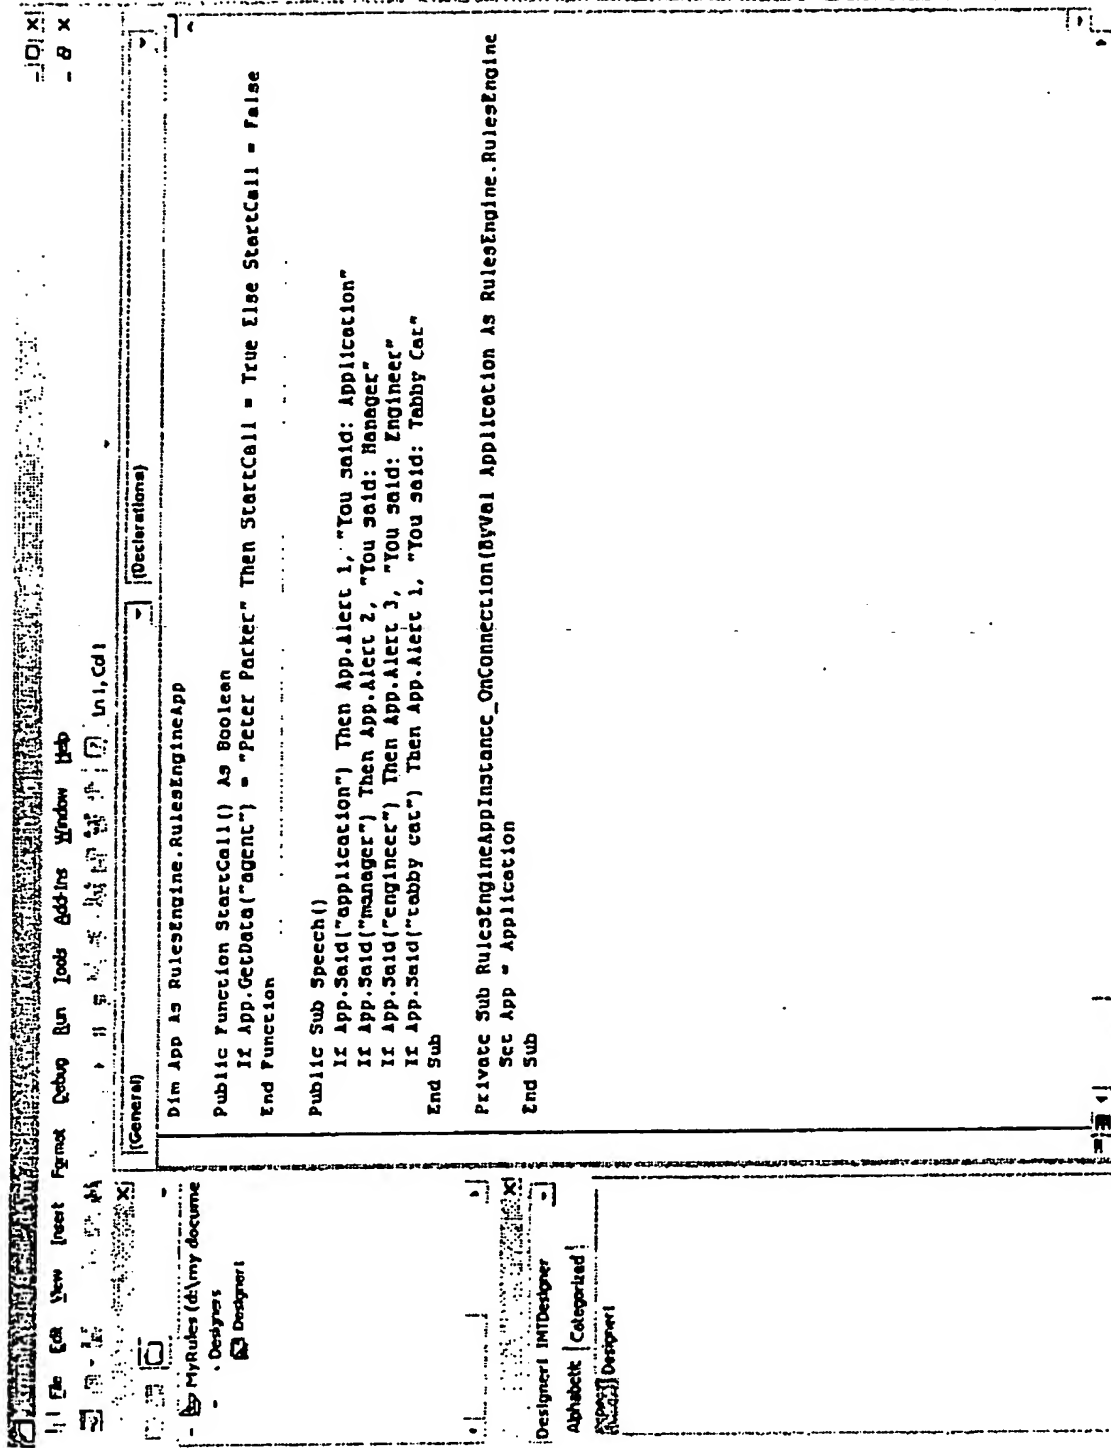 File Edit View Insert Format Debug Run Tools Add-Ins Window Help
Ln 1, Col 1
MyRules (d:\my docume
Designers
Designer1
Designer1 IMTDesigner
Alphabetic Categorized
Designer1
(General)
(Declarations)
Dim App As RulesEngine.RulesEngineApp
Public Function StartCall() As Boolean
If App.GetData("agent") = "Peter Parker" Then StartCall = True Else StartCall = False
End Function
Public Sub Speech()
If App.Said("application") Then App.Alert 1, "You said: Application"
If App.Said("manager") Then App.Alert 2, "You said: Manager"
If App.Said("engineer") Then App.Alert 3, "You said: Engineer"
If App.Said("tabby cat") Then App.Alert 1, "You said: Tabby Cat"
End Sub
Private Sub RulesEngineAppInstance_OnConnection(ByVal Application As RulesEngine.RulesEngine
Set App = Application
End Sub